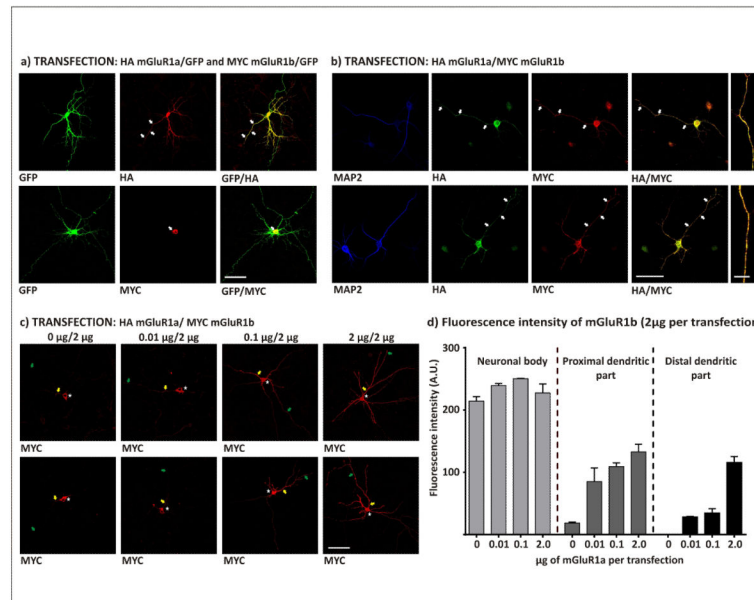 a) TRANSFECTION: HA mGluR1a/GFP and MYC mGluR1b/GFP
GFP
HA
GFP/HA
GFP
MYC
GFP/MYC
b) TRANSFECTION: HA mGluR1a/MYC mGluR1b
MAP2
HA
MYC
HA/MYC
MAP2
HA
MYC
HA/MYC
c) TRANSFECTION: HA mGluR1a/ MYC mGluR1b
0 µg/2 µg
0.01 µg/2 µg
0.1 µg/2 µg
2 µg/2 µg
MYC
MYC
MYC
MYC
MYC
MYC
MYC
MYC
d) Fluorescence intensity of mGluR1b (2µg per transfection
Neuronal body
Proximal dendritic part
Distal dendritic part
Fluorescence intensity (A.U.)
300
200
100
0 0.01 0.1 2.0 0 0.01 0.1 2.0 0 0.01 0.1 2.0
µg of mGluR1a per transfection